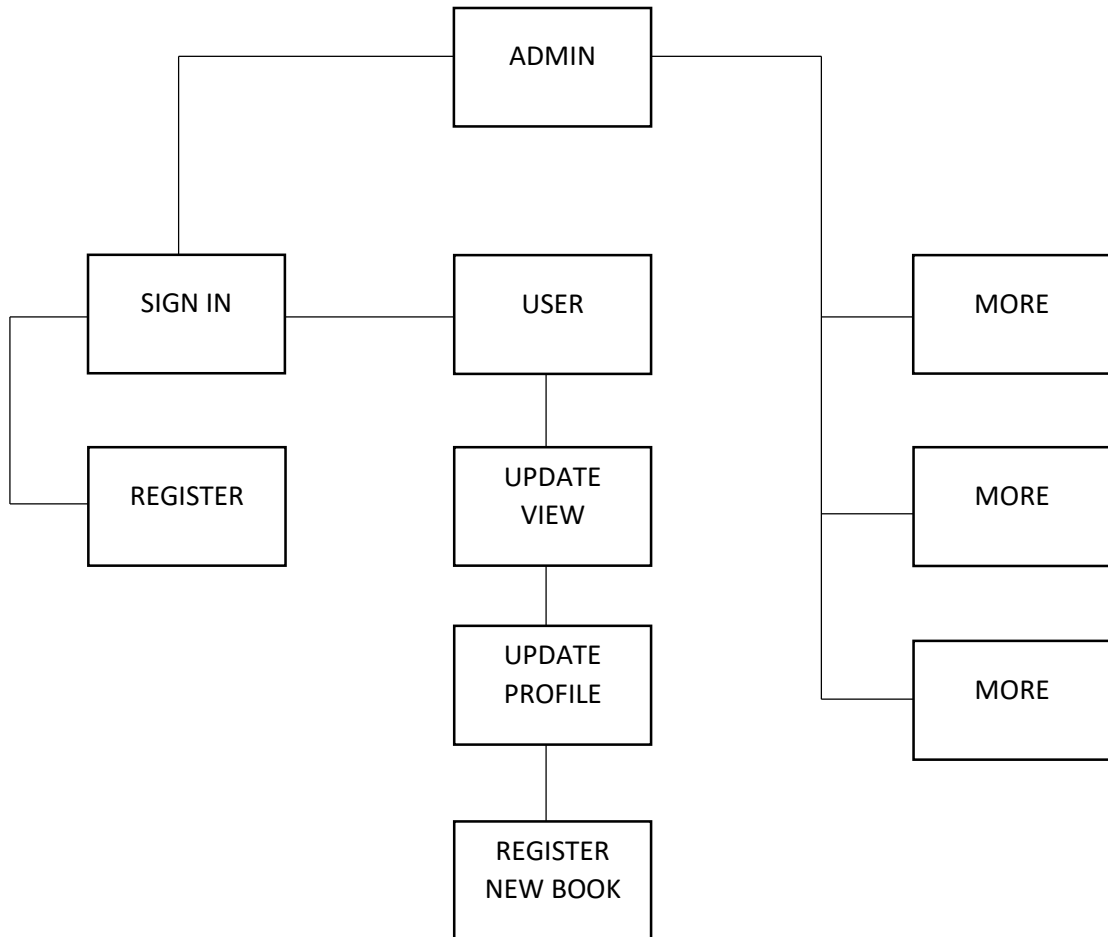 ADMIN
SIGN IN
USER
MORE
REGISTER
UPDATE
VIEW
MORE
UPDATE
PROFILE
MORE
REGISTER
NEW BOOK